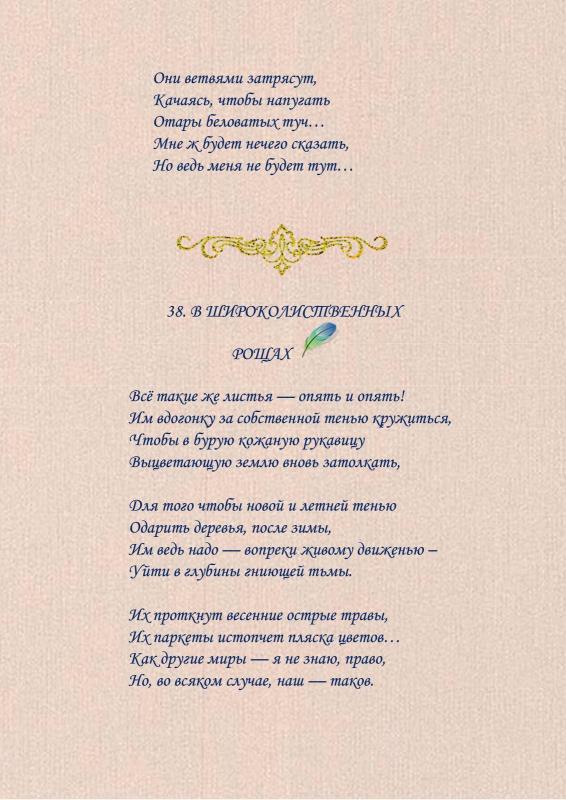 Они ветвями затрясут,
Качаясь, чтобы напугать
Отары беловатых туч…
Мне ж будет нечего сказать,
Но ведь меня не будет тут…
38. В ШИРОКОЛИСТВЕННЫХ
РОЩАХ
Всё такие же листья — опять и опять!
Им вдогонку за собственной тенью кружиться,
Чтобы в бурую кожаную рукавицу
Выцветающую землю вновь затолкать,
Для того чтобы новой и летней тенью
Одарить деревья, после зимы,
Им ведь надо — вопреки живому движенью –
Уйти в глубины гниющей тьмы.
Их проткнут весенние острые травы,
Их паркеты истопчет пляска цветов…
Как другие миры — я не знаю, право,
Но, во всяком случае, наш — таков.